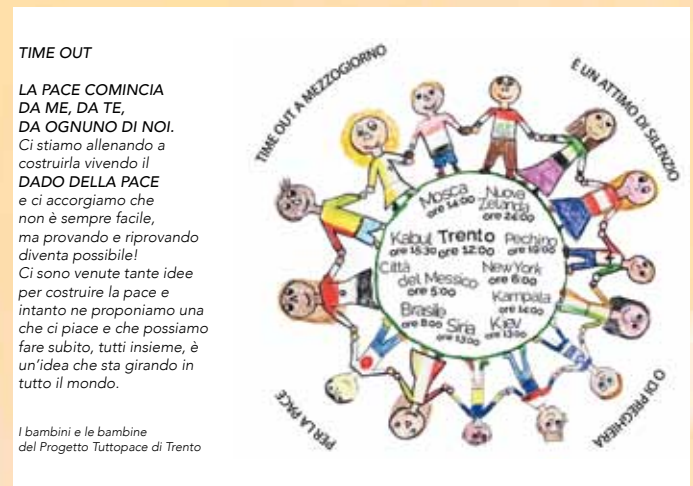 TIME OUT
LA PACE COMINCIA
DA ME, DA TE,
DA OGNUNO DI NOI.
Ci stiamo allenando a
costruirla vivendo il
DADO DELLA PACE
e ci accorgiamo che
non è sempre facile,
ma provando e riprovando
diventa possibile!
Ci sono venute tante idee
per costruire la pace e
intanto ne proponiamo una
che ci piace e che possiamo
fare subito, tutti insieme, è
un'idea che sta girando in
tutto il mondo.
I bambini e le bambine
del Progetto Tuttopace di Trento
TIME OUT A MEZZOGIORNO
È UN ATTIMO DI SILENZIO
O DI PREGHIERA
PER LA PACE
Mosca
ore 14:00
Nuova
Zelanda
ore 24:00
Kabul
ore 15:30
Trento
ore 12:00
Pechino
ore 19:00
Città
del Messico
ore 5:00
New York
ore 6:00
Kampala
ore 14:00
Brasile
ore 8:00
Siria
ore 13:00
Kiev
ore 13:00